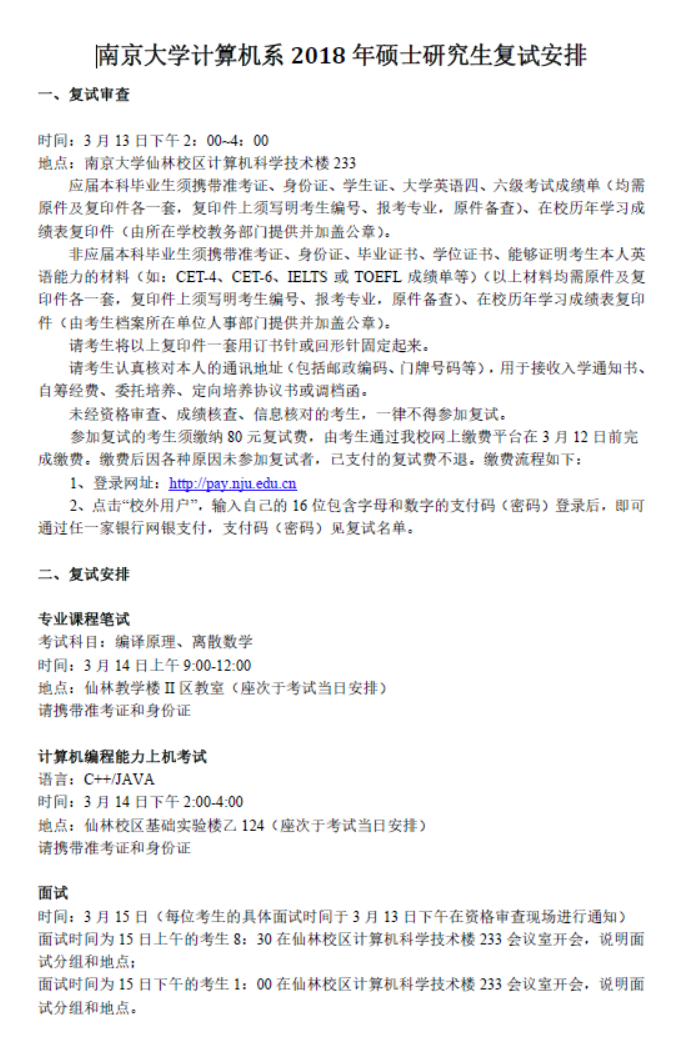 南京大学计算机系 2018 年硕士研究生复试安排
一、复试审查
时间：3 月 13 日下午 2：00~4：00
地点：南京大学仙林校区计算机科学技术楼 233
应届本科毕业生须携带准考证、身份证、学生证、大学英语四、六级考试成绩单（均需
原件及复印件各一套，复印件上须写明考生编号、报考专业，原件备查）、在校历年学习成
绩表复印件（由所在学校教务部门提供并加盖公章）。
非应届本科毕业生须携带准考证、身份证、毕业证书、学位证书、能够证明考生本人英
语能力的材料（如：CET-4、CET-6、IELTS 或 TOEFL 成绩单等）（以上材料均需原件及复
印件各一套，复印件上须写明考生编号、报考专业，原件备查）、在校历年学习成绩表复印
件（由考生档案所在单位人事部门提供并加盖公章）。
请考生将以上复印件一套用订书针或回形针固定起来。
请考生认真核对本人的通讯地址（包括邮政编码、门牌号码等），用于接收入学通知书、
自筹经费、委托培养、定向培养协议书或调档函。
未经资格审查、成绩核查、信息核对的考生，一律不得参加复试。
参加复试的考生须缴纳 80 元复试费，由考生通过我校网上缴费平台在 3 月 12 日前完
成缴费。缴费后因各种原因未参加复试者，已支付的复试费不退。缴费流程如下：
1、登录网址：http://pay.nju.edu.cn
2、点击“校外用户”，输入自己的 16 位包含字母和数字的支付码（密码）登录后，即可
通过任一家银行网银支付，支付码（密码）见复试名单。
二、复试安排
专业课程笔试
考试科目：编译原理、离散数学
时间：3 月 14 日上午 9:00-12:00
地点：仙林教学楼 II 区教室（座次于考试当日安排）
请携带准考证和身份证
计算机编程能力上机考试
语言：C++/JAVA
时间：3 月 14 日下午 2:00-4:00
地点：仙林校区基础实验楼乙 124（座次于考试当日安排）
请携带准考证和身份证
面试
时间：3 月 15 日（每位考生的具体面试时间于 3 月 13 日下午在资格审查现场进行通知）
面试时间为 15 日上午的考生 8：30 在仙林校区计算机科学技术楼 233 会议室开会，说明面
试分组和地点；
面试时间为 15 日下午的考生 1：00 在仙林校区计算机科学技术楼 233 会议室开会，说明面
试分组和地点。